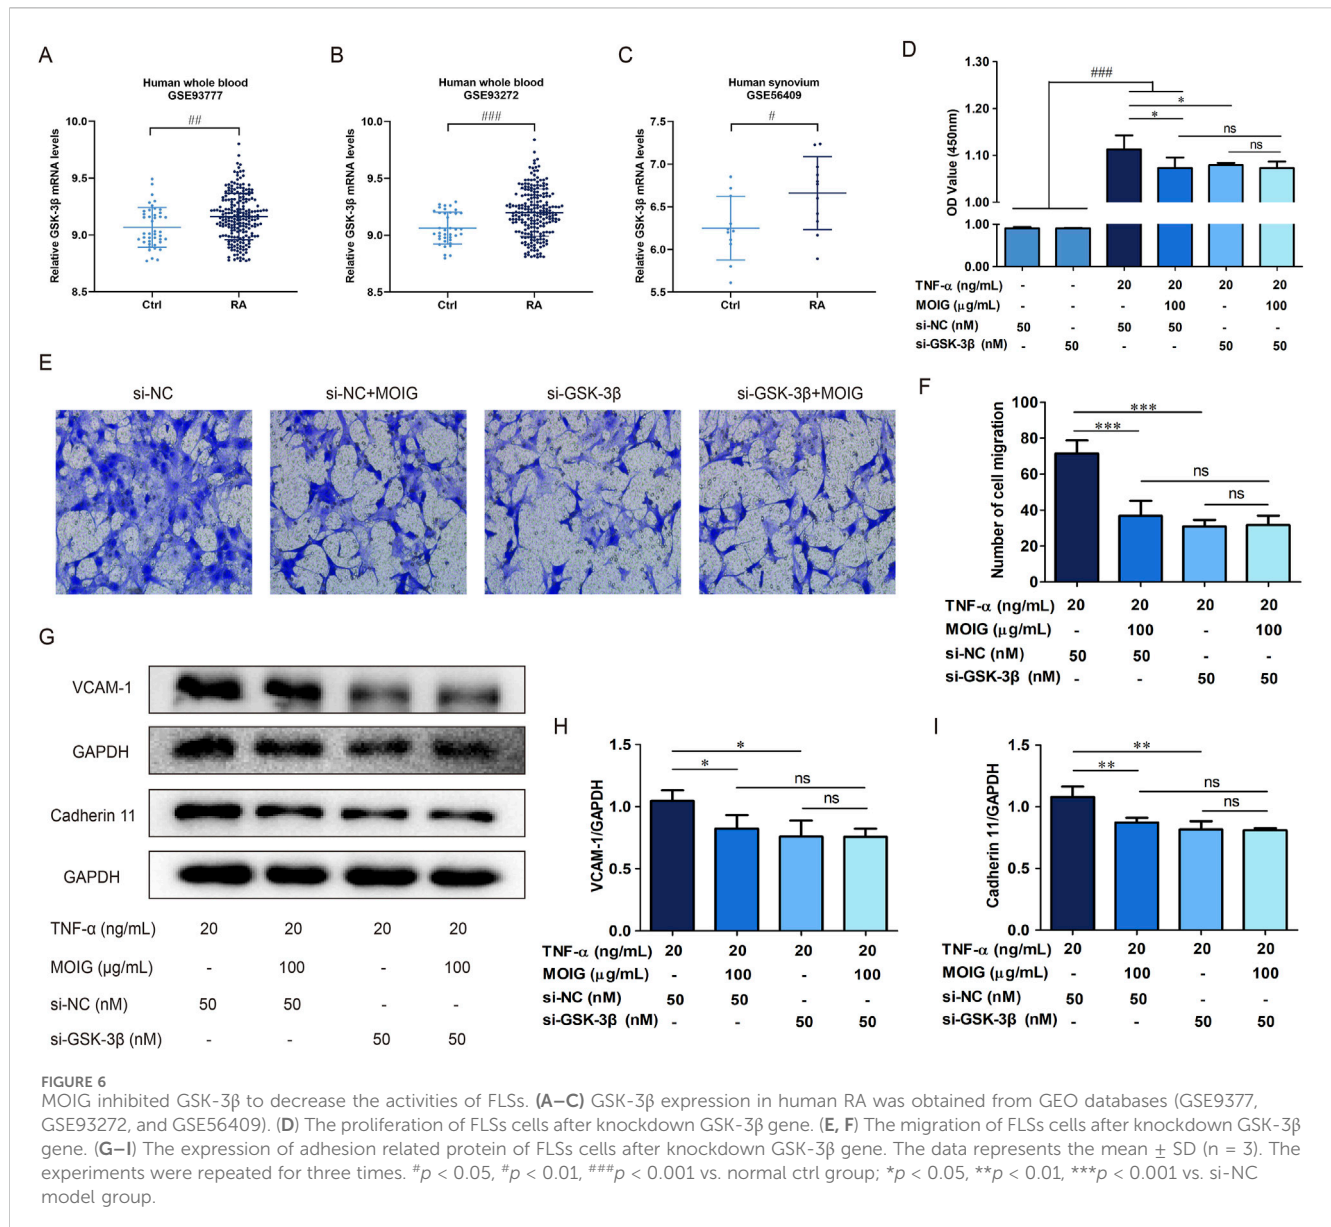 A
Human whole blood
GSE93777
##
Relative GSK-3β mRNA levels
10.0
9.5
9.0
8.5
Ctrl
RA
B
Human whole blood
GSE93272
###
Relative GSK-3β mRNA levels
10.0
9.5
9.0
8.5
Ctrl
RA
C
Human synovium
GSE56409
#
Relative GSK-3β mRNA levels
7.5
7.0
6.5
6.0
5.5
Ctrl
RA
D
OD Value (450nm)
1.30
1.20
1.10
1.00
1.00
0.00
###
*
*
ns
ns
TNF-α (ng/mL) - - 20 20 20 20
MOIG (μg/mL) - - - 100 - 100
si-NC (nM) 50 - 50 50 - -
si-GSK-3β (nM) - 50 - - 50 50
E
si-NC
si-NC+MOIG
si-GSK-3β
si-GSK-3β+MOIG
F
Number of cell migration
100
80
60
40
20
0
***
***
ns
ns
TNF-α (ng/mL) 20 20 20 20
MOIG (μg/mL) - 100 - 100
si-NC (nM) 50 50 - -
si-GSK-3β (nM) - - 50 50
G
VCAM-1
GAPDH
Cadherin 11
GAPDH
TNF-α (ng/mL) 20 20 20 20
MOIG (μg/mL) - 100 - 100
si-NC (nM) 50 50 - -
si-GSK-3β (nM) - - 50 50
H
VCAM-1/GAPDH
1.5
1.0
0.5
0.0
*
*
ns
ns
TNF-α (ng/mL) 20 20 20 20
MOIG (μg/mL) - 100 - 100
si-NC (nM) 50 50 - -
si-GSK-3β (nM) - - 50 50
I
Cadherin 11/GAPDH
1.5
1.0
0.5
0.0
**
**
ns
ns
TNF-α (ng/mL) 20 20 20 20
MOIG (μg/mL) - 100 - 100
si-NC (nM) 50 50 - -
si-GSK-3β (nM) - - 50 50
FIGURE 6
MOIG inhibited GSK-3β to decrease the activities of FLSs. (A–C) GSK-3β expression in human RA was obtained from GEO databases (GSE9377,
GSE93272, and GSE56409). (D) The proliferation of FLSs cells after knockdown GSK-3β gene. (E, F) The migration of FLSs cells after knockdown GSK-3β
gene. (G–I) The expression of adhesion related protein of FLSs cells after knockdown GSK-3β gene. The data represents the mean ± SD (n = 3). The
experiments were repeated for three times. #p < 0.05, #p < 0.01, ###p < 0.001 vs. normal ctrl group; *p < 0.05, **p < 0.01, ***p < 0.001 vs. si-NC
model group.